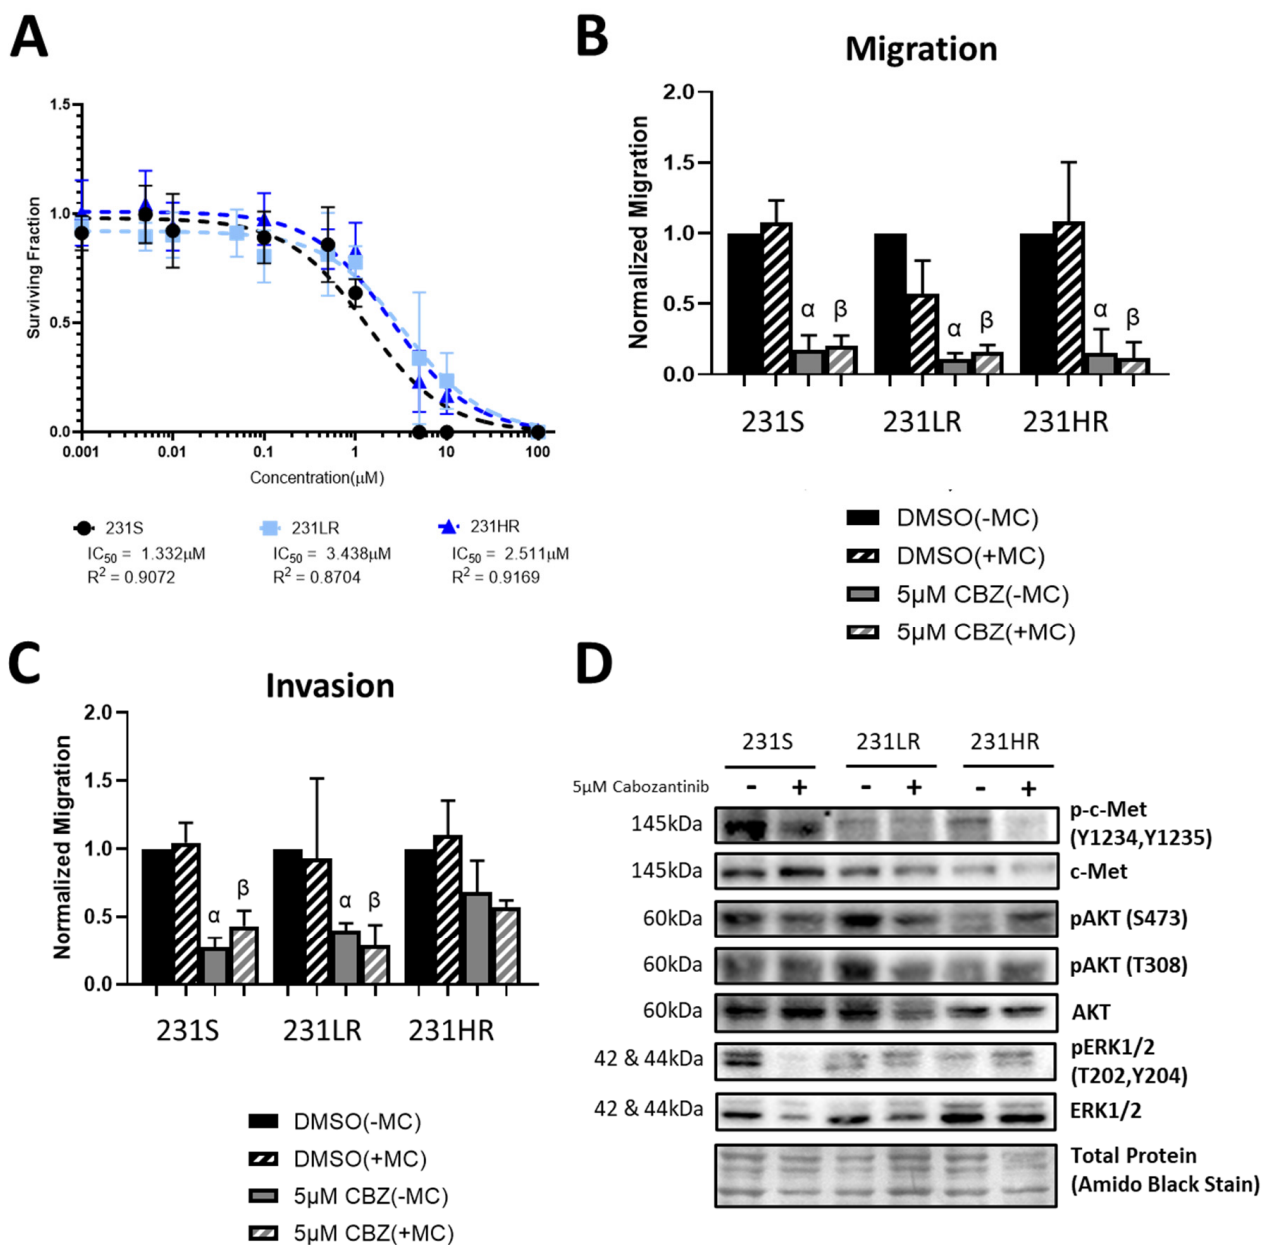 A
1.5
1.0
0.5
0.0
Surviving Fraction
0.001
0.01
0.1
1
10
100
Concentration(μM)
231S
IC50 = 1.332μM
R2 = 0.9072
231LR
IC50 = 3.438μM
R2 = 0.8704
231HR
IC50 = 2.511μM
R2 = 0.9169
B
Migration
2.0
1.5
1.0
0.5
0.0
Normalized Migration
α
β
α
β
α
β
231S
231LR
231HR
DMSO(-MC)
DMSO(+MC)
5μM CBZ(-MC)
5μM CBZ(+MC)
C
Invasion
2.0
1.5
1.0
0.5
0.0
Normalized Migration
α
β
α
β
231S
231LR
231HR
DMSO(-MC)
DMSO(+MC)
5μM CBZ(-MC)
5μM CBZ(+MC)
D
231S 231LR 231HR
5μM Cabozantinib - + - + - +
145kDa
p-c-Met
(Y1234,Y1235)
145kDa
c-Met
60kDa
pAKT (S473)
60kDa
pAKT (T308)
60kDa
AKT
42 & 44kDa
pERK1/2
(T202,Y204)
42 & 44kDa
ERK1/2
Total Protein
(Amido Black Stain)